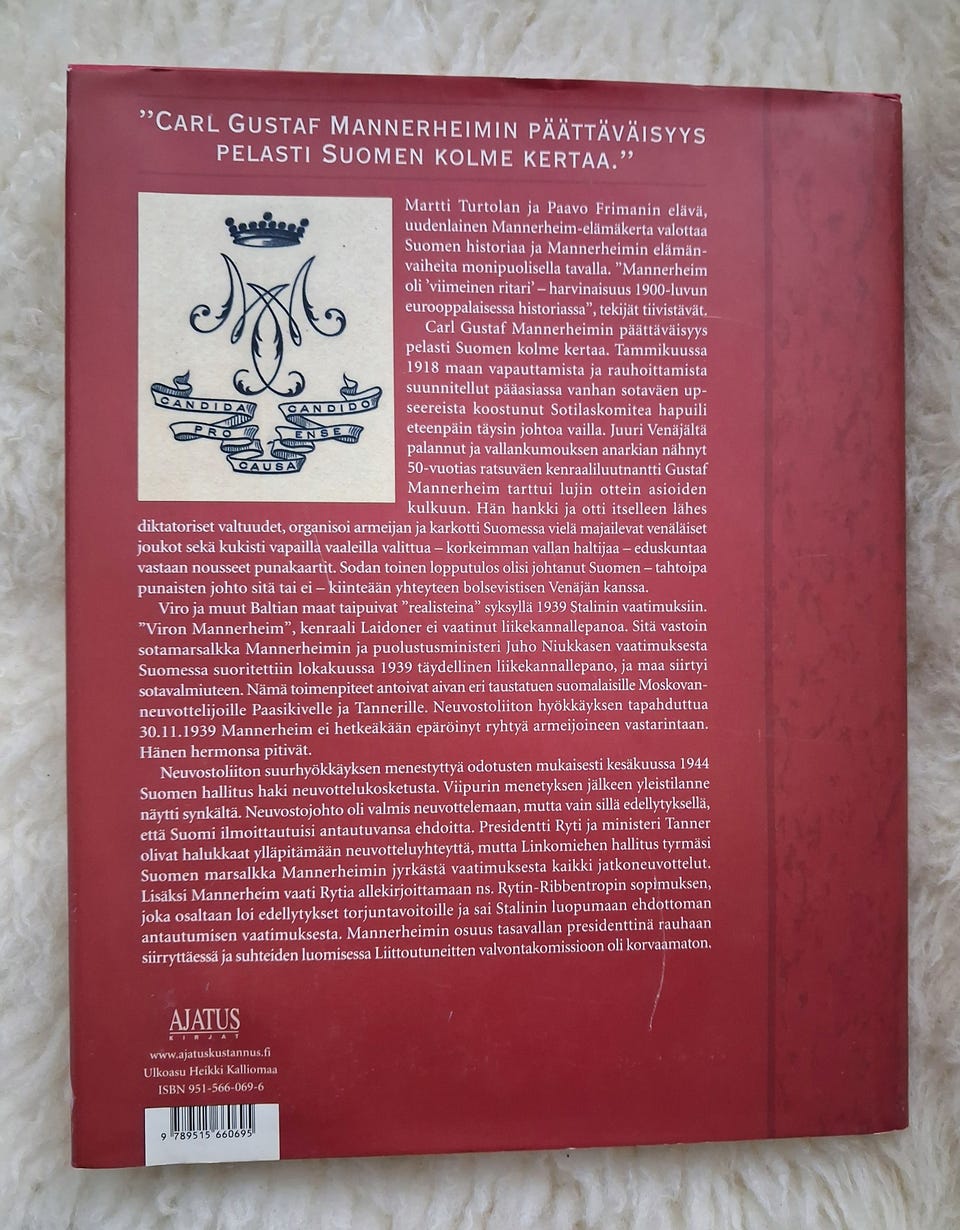 ”CARL GUSTAF MANNERHEIMIN PÄÄTTÄVÄISYYS
PELASTI SUOMEN KOLME KERTAA.”
CANDIDA CANDIDO
PRO ENSE
CAUSA
Martti Turtolan ja Paavo Frimanin elävä,
uudenlainen Mannerheim-elämäkerta valottaa
Suomen historiaa ja Mannerheimin elämän-
vaiheita monipuolisella tavalla. ”Mannerheim
oli ’viimeinen ritari’ – harvinaisuus 1900-luvun
eurooppalaisessa historiassa”, tekijät tiivistävät.
Carl Gustaf Mannerheimin päättäväisyys
pelasti Suomen kolme kertaa. Tammikuussa
1918 maan vapauttamista ja rauhoittamista
suunnitellut pääasiassa vanhan sotaväen up-
seereista koostunut Sotilaskomitea hapuili
eteenpäin täysin johtoa vailla. Juuri Venäjältä
palannut ja vallankumouksen anarkian nähnyt
50-vuotias ratsuväen kenraaliluutnantti Gustaf
Mannerheim tarttui lujin ottein asioiden
kulkuun. Hän hankki ja otti itselleen lähes
diktatoriset valtuudet, organisoi armeijan ja karkotti Suomessa vielä majailevat venäläiset
joukot sekä kukisti vapailla vaaleilla valittua – korkeimman vallan haltijaa – eduskuntaa
vastaan nousseet punakaartit. Sodan toinen lopputulos olisi johtanut Suomen – tahtoipa
punaisten johto sitä tai ei – kiinteään yhteyteen bolsevistisen Venäjän kanssa.
Viro ja muut Baltian maat taipuivat ”realisteina” syksyllä 1939 Stalinin vaatimuksiin.
”Viron Mannerheim”, kenraali Laidoner ei vaatinut liikekannallepanoa. Sitä vastoin
sotamarsalkka Mannerheimin ja puolustusministeri Juho Niukkasen vaatimuksesta
Suomessa suoritettiin lokakuussa 1939 täydellinen liikekannallepano, ja maa siirtyi
sotavalmiuteen. Nämä toimenpiteet antoivat aivan eri taustatuen suomalaisille Moskovan-
neuvottelijoille Paasikivelle ja Tannerille. Neuvostoliiton hyökkäyksen tapahduttua
30.11.1939 Mannerheim ei hetkeäkään epäröinyt ryhtyä armeijoineen vastarintaan.
Hänen hermonsa pitivät.
Neuvostoliiton suurhyökkäyksen menestyttyä odotusten mukaisesti kesäkuussa 1944
Suomen hallitus haki neuvottelukosketusta. Viipurin menetyksen jälkeen yleistilanne
näytti synkältä. Neuvostojohto oli valmis neuvottelemaan, mutta vain sillä edellytyksellä,
että Suomi ilmoittautuisi antautuvansa ehdoitta. Presidentti Ryti ja ministeri Tanner
olivat halukkaat ylläpitämään neuvotteluyhteyttä, mutta Linkomiehen hallitus tyrmäsi
Suomen marsalkka Mannerheimin jyrkästä vaatimuksesta kaikki jatkoneuvottelut.
Lisäksi Mannerheim vaati Rytia allekirjoittamaan ns. Rytin-Ribbentropin sopimuksen,
joka osaltaan loi edellytykset torjuntavoitoille ja sai Stalinin luopumaan ehdottoman
antautumisen vaatimuksesta. Mannerheimin osuus tasavallan presidenttinä rauhaan
siirryttäessä ja suhteiden luomisessa Liittoutuneitten valvontakomissioon oli korvaamaton.
AJATUS
KIRJAT
www.ajatuskustannus.fi
Ulkoasu Heikki Kalliomaa
ISBN 951-566-069-6
9 789515 660695